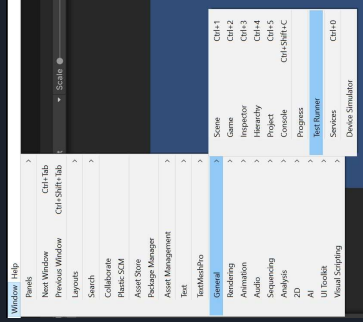 Window Help
Panels
Next Window Ctrl+Tab
Previous Window Ctrl+Shift+Tab
Layouts
Search
Collaborate
Plastic SCM
Asset Store
Package Manager
Asset Management
Text
TextMeshPro
General
Rendering
Animation
Audio
Sequencing
Analysis
2D
AI
UI Toolkit
Visual Scripting
Scale
Scene Ctrl+1
Game Ctrl+2
Inspector Ctrl+3
Hierarchy Ctrl+4
Project Ctrl+5
Console Ctrl+Shift+C
Progress
Test Runner
Services Ctrl+0
Device Simulator